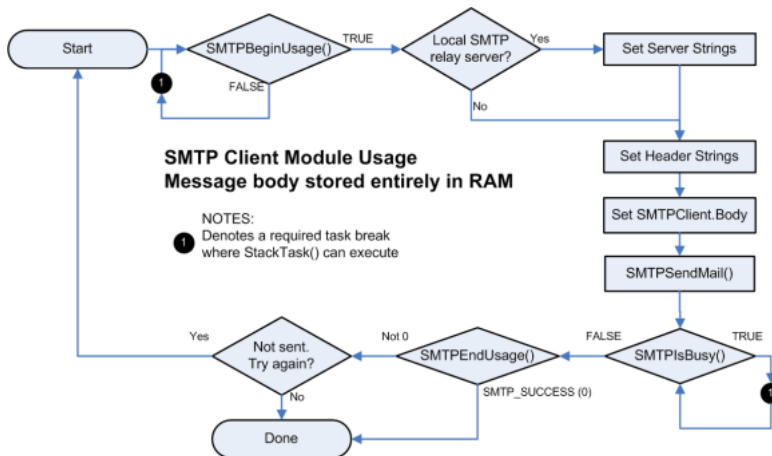 Start
SMTPBeginUsage()
TRUE
FALSE
1
Local SMTP
relay server?
Yes
No
Set Server Strings
SMTP Client Module Usage
Message body stored entirely in RAM
NOTES:
1 Denotes a required task break
where StackTask() can execute
Set Header Strings
Set SMTPClient.Body
SMTPSendMail()
SMTPIsBusy()
TRUE
1
FALSE
SMTPEndUsage()
Not 0
SMTP_SUCCESS (0)
Not sent.
Try again?
Yes
No
Done